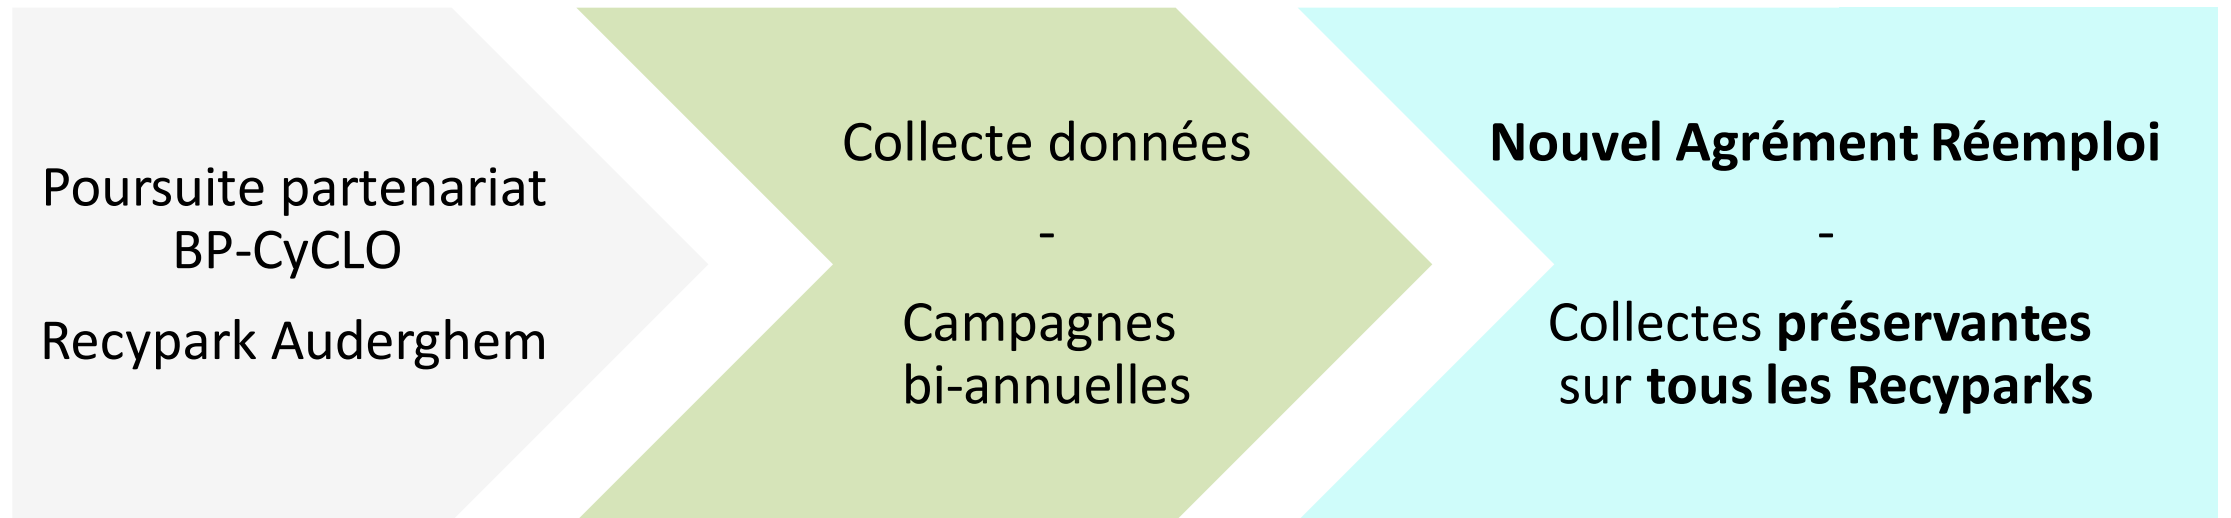 Poursuite partenariat
BP-CyCLO
Recypark Auderghem
Collecte données
-
Campagnes
bi-annuelles
Nouvel Agrément Réemploi
-
Collectes préservantes
sur tous les Recyparks